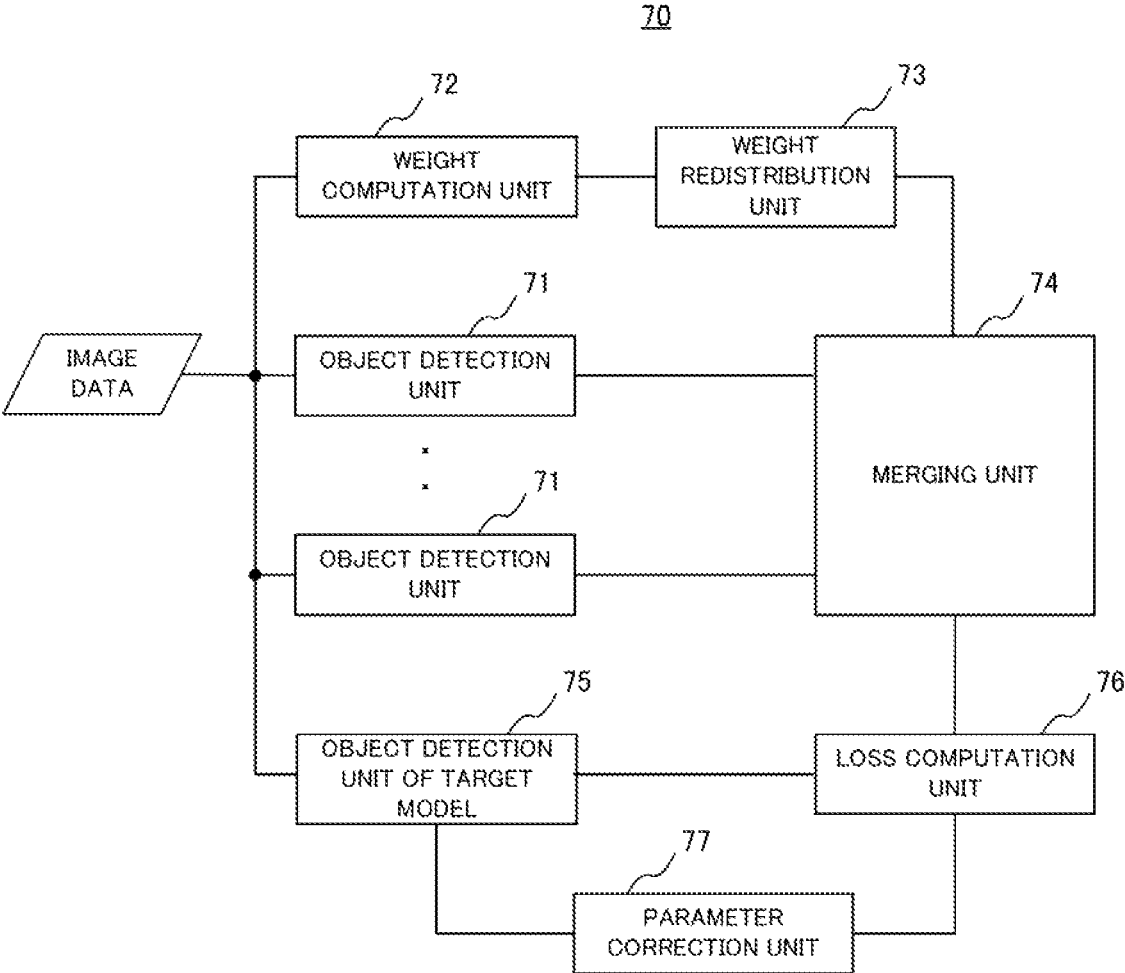 70
72
WEIGHT
COMPUTATION UNIT
73
WEIGHT
REDISTRIBUTION
UNIT
IMAGE
DATA
71
OBJECT DETECTION
UNIT
71
OBJECT DETECTION
UNIT
74
MERGING UNIT
75
OBJECT DETECTION
UNIT OF TARGET
MODEL
76
LOSS COMPUTATION
UNIT
77
PARAMETER
CORRECTION UNIT